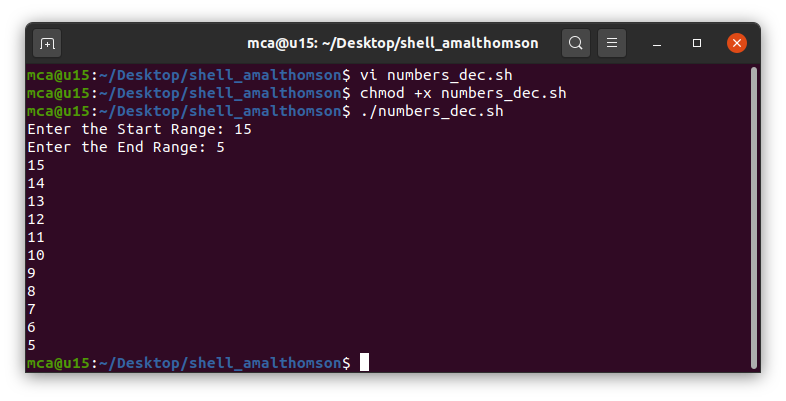 mca@u15: ~/Desktop/shell_amalthomson
mca@u15:~/Desktop/shell_amalthomson$ vi numbers_dec.sh
mca@u15:~/Desktop/shell_amalthomson$ chmod +x numbers_dec.sh
mca@u15:~/Desktop/shell_amalthomson$ ./numbers_dec.sh
Enter the Start Range: 15
Enter the End Range: 5
15
14
13
12
11
10
9
8
7
6
5
mca@u15:~/Desktop/shell_amalthomson$